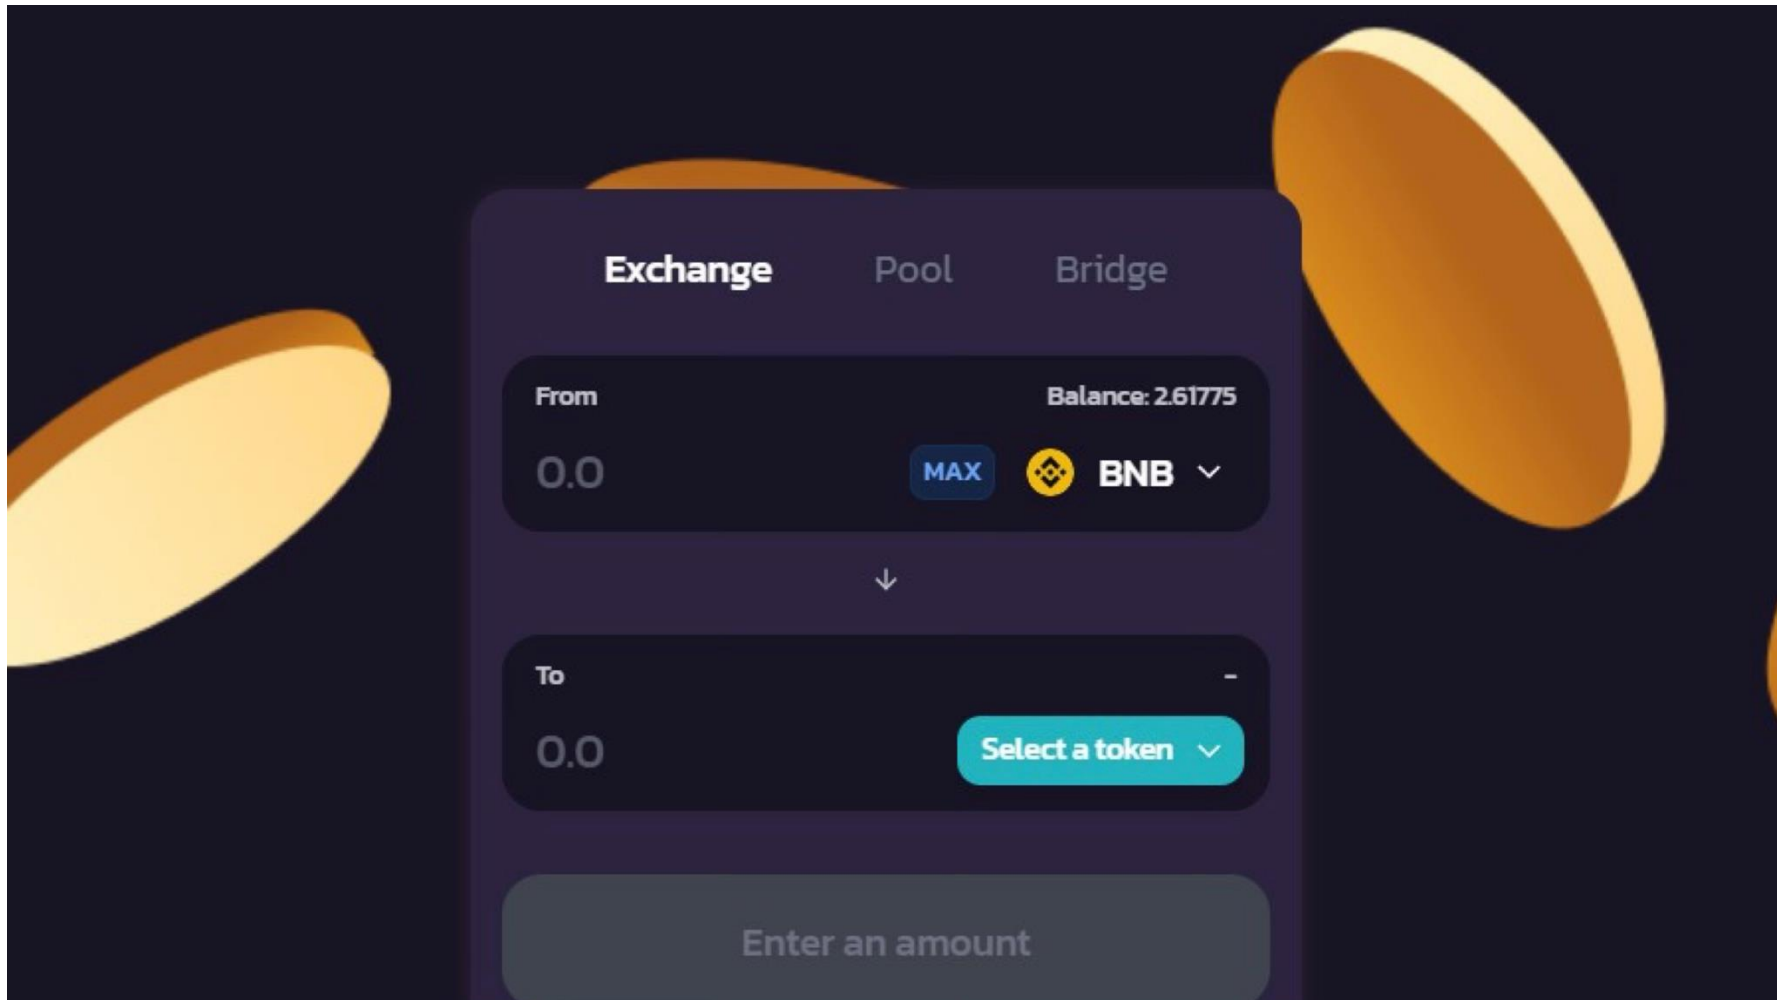 Exchange Pool Bridge
From Balance: 2.61775
0.0 MAX BNB
To -
0.0 Select a token
Enter an amount